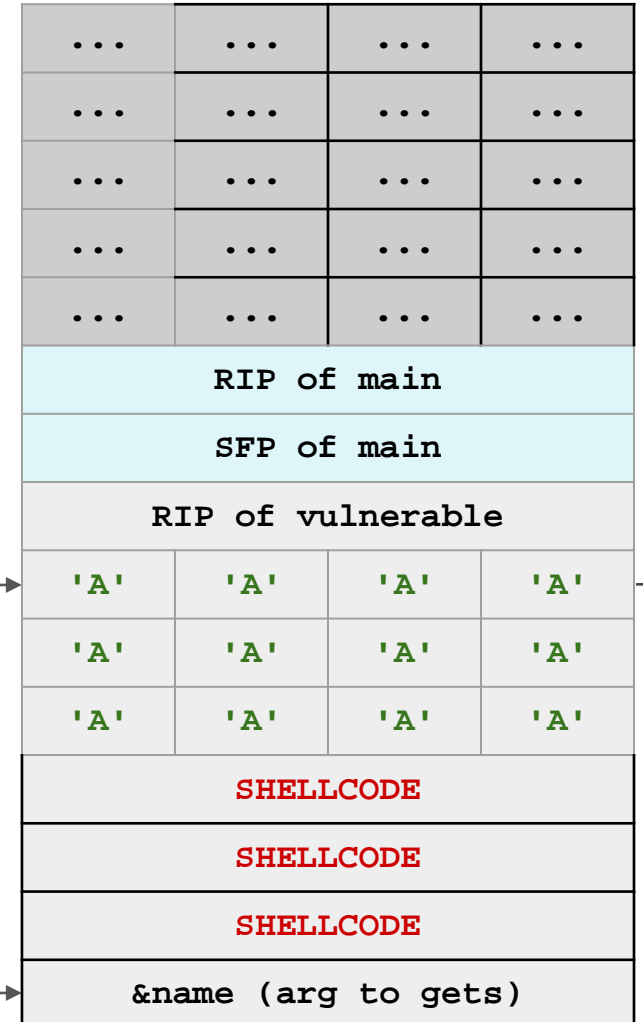 ... ... ... ...
... ... ... ...
... ... ... ...
... ... ... ...
... ... ... ...
RIP of main
SFP of main
RIP of vulnerable
'A' 'A' 'A' 'A'
'A' 'A' 'A' 'A'
'A' 'A' 'A' 'A'
SHELLCODE
SHELLCODE
SHELLCODE
&name (arg to gets)